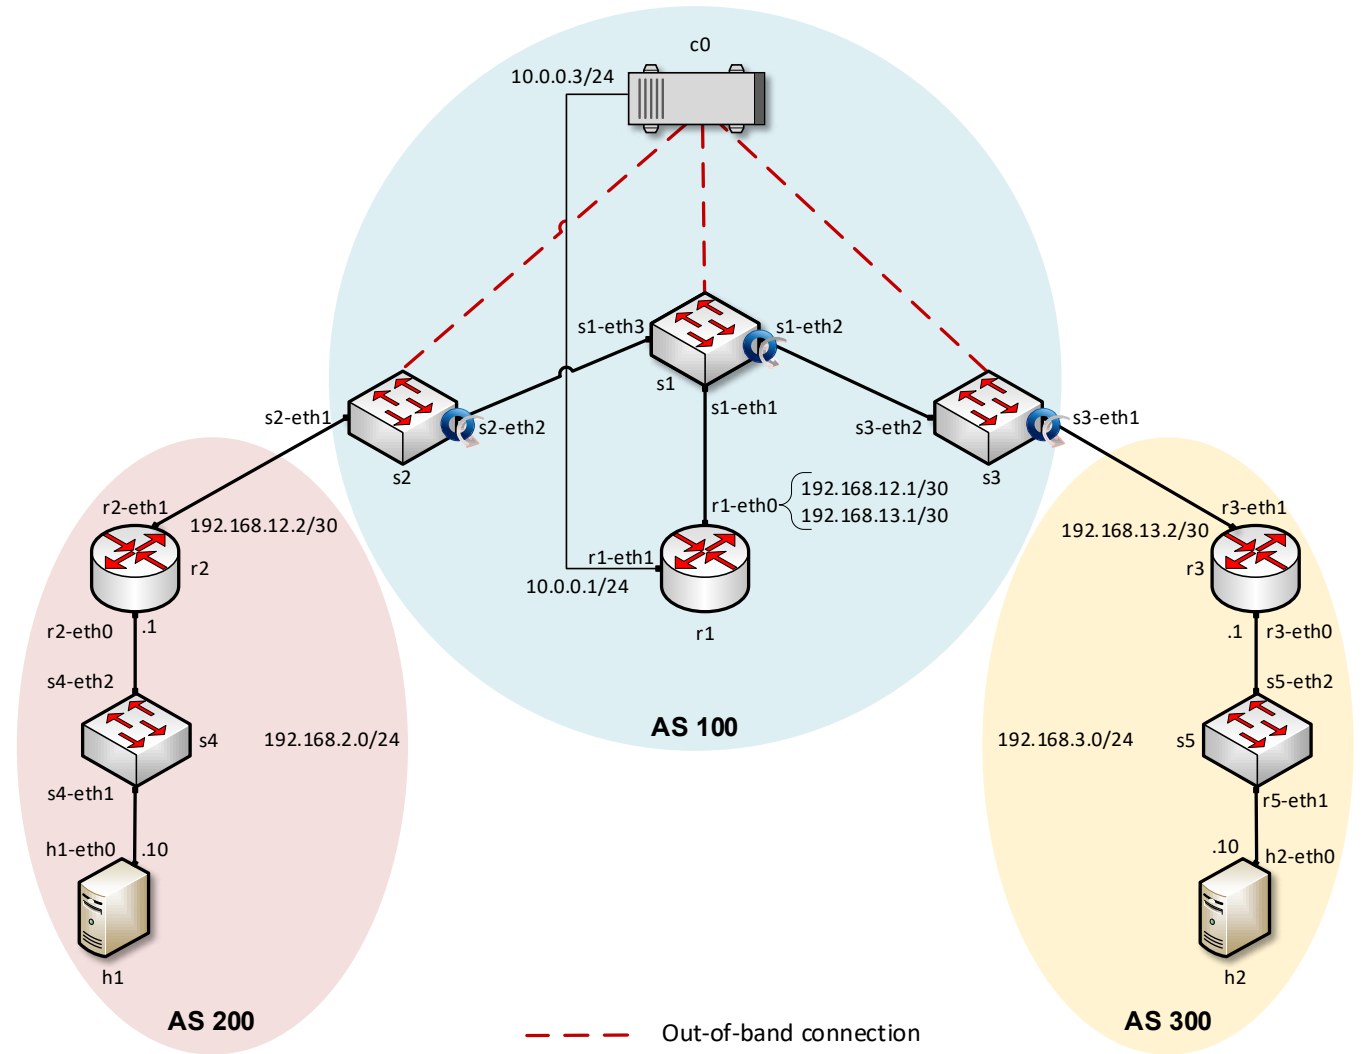 c0
10.0.0.3/24
s1-eth3
s1-eth2
s1
s1-eth1
s2-eth1
s2-eth2
s2
s3-eth2
s3-eth1
s3
r2-eth1
192.168.12.2/30
r2
r1-eth0
192.168.12.1/30
192.168.13.1/30
r1-eth1
10.0.0.1/24
r1
r3-eth1
192.168.13.2/30
r3
r2-eth0
.1
.1
r3-eth0
s4-eth2
s5-eth2
s4
192.168.2.0/24
AS 100
192.168.3.0/24
s5
s4-eth1
r5-eth1
h1-eth0
.10
.10
h2-eth0
h1
h2
AS 200
AS 300
Out-of-band connection